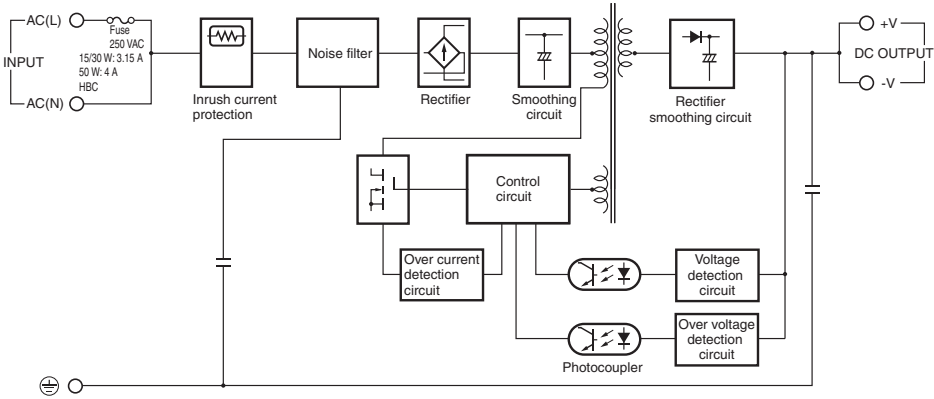 AC(L)
Fuse
250 VAC
15/30 W: 3.15 A
50 W: 4 A
HBC
INPUT
AC(N)
Inrush current
protection
Noise filter
Rectifier
Smoothing
circuit
Rectifier
smoothing circuit
+V
DC OUTPUT
-V
Control
circuit
Over current
detection
circuit
Voltage
detection
circuit
Over voltage
detection
circuit
Photocoupler